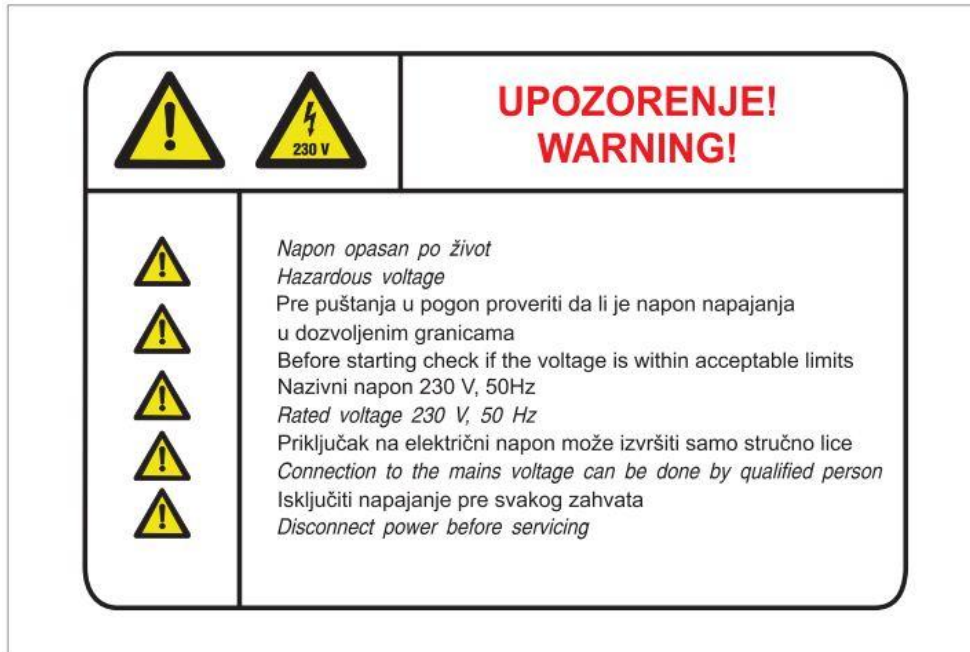 230 V
UPOZORENJE!
WARNING!
Napon opasan po život
Hazardous voltage
Pre puštanja u pogon proveriti da li je napon napajanja
u dozvoljenim granicama
Before starting check if the voltage is within acceptable limits
Nazivni napon 230 V, 50Hz
Rated voltage 230 V, 50 Hz
Priključak na električni napon može izvršiti samo stručno lice
Connection to the mains voltage can be done by qualified person
Isključiti napajanje pre svakog zahvata
Disconnect power before servicing